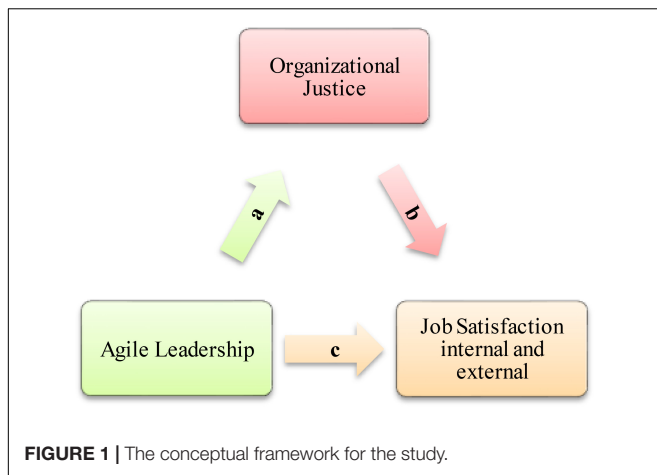 Organizational
Justice
a
b
Agile Leadership
c
Job Satisfaction
internal and
external
FIGURE 1 | The conceptual framework for the study.